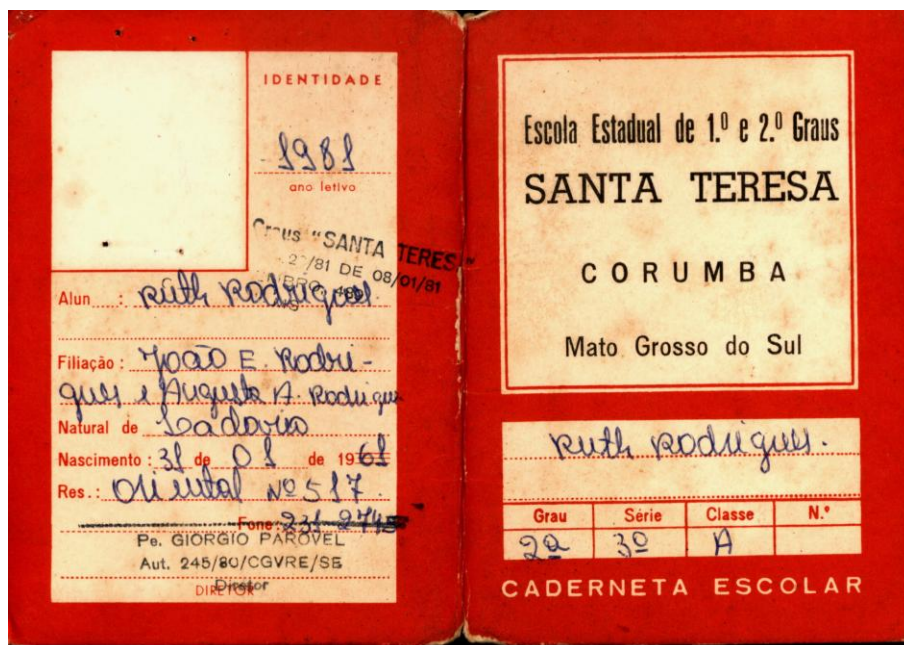 IDENTIDADE
1981
ano letivo
Graus "SANTA TERESA"
/81 DE 08/01/81
Alun : Ruth Rodrigues.
Filiação : João E. Rodri-
gues e Augusta A. Rodrigues
Natural de Ladário
Nascimento : 31 de 01 de 1961
Res. : Oriental Nº 517.
Fone 231-2745
Pe. GIORGIO PAROVEL
Aut. 245/80/CGVRE/SE
Diretor
DIRETOR
Escola Estadual de 1.º e 2.º Graus
SANTA TERESA
CORUMBA
Mato Grosso do Sul
Ruth Rodrigues.
Grau Série Classe N.º
2º 3º A
CADERNETA ESCOLAR